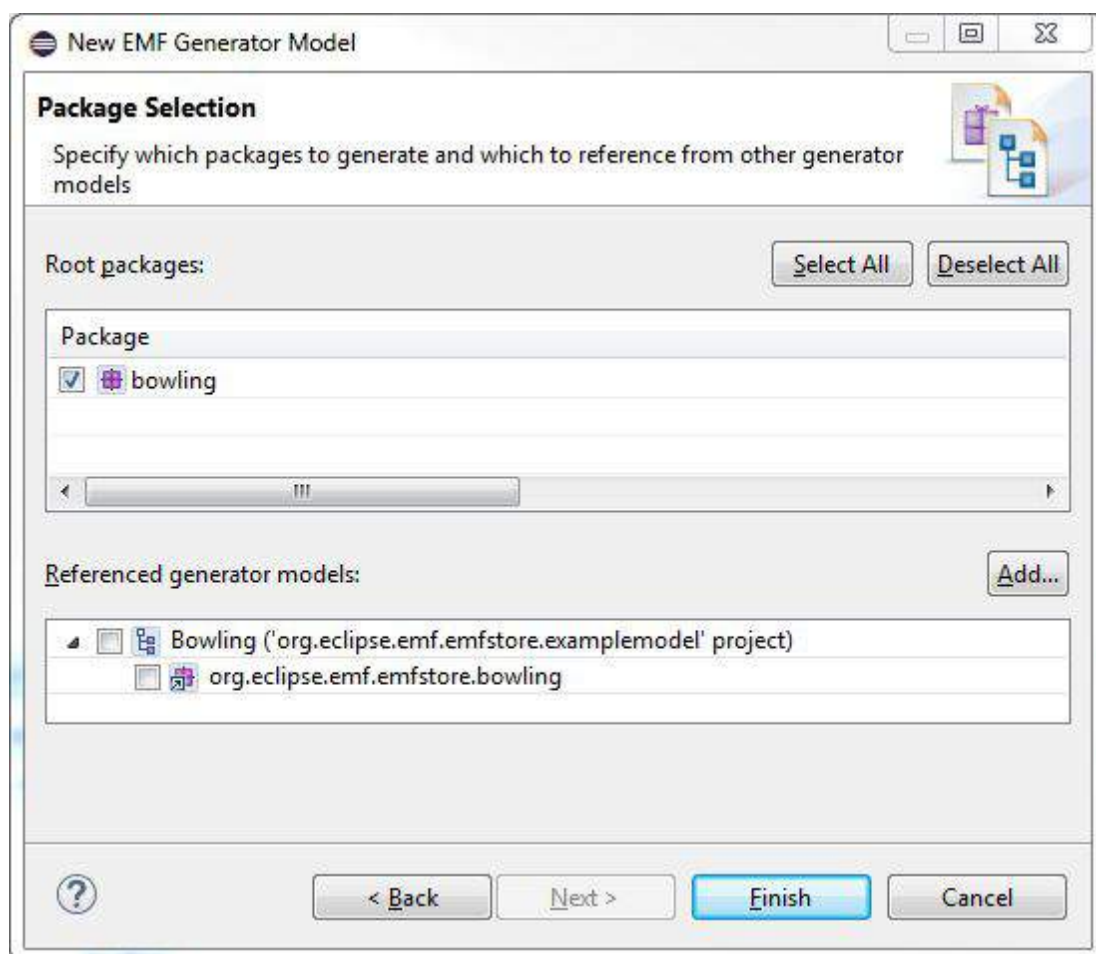 New EMF Generator Model
Package Selection
Specify which packages to generate and which to reference from other generator
models
Root packages:
Select All
Deselect All
Package
bowling
Referenced generator models:
Add...
Bowling ('org.eclipse.emf.emfstore.examplemodel' project)
org.eclipse.emf.emfstore.bowling
?
< Back
Next >
Finish
Cancel